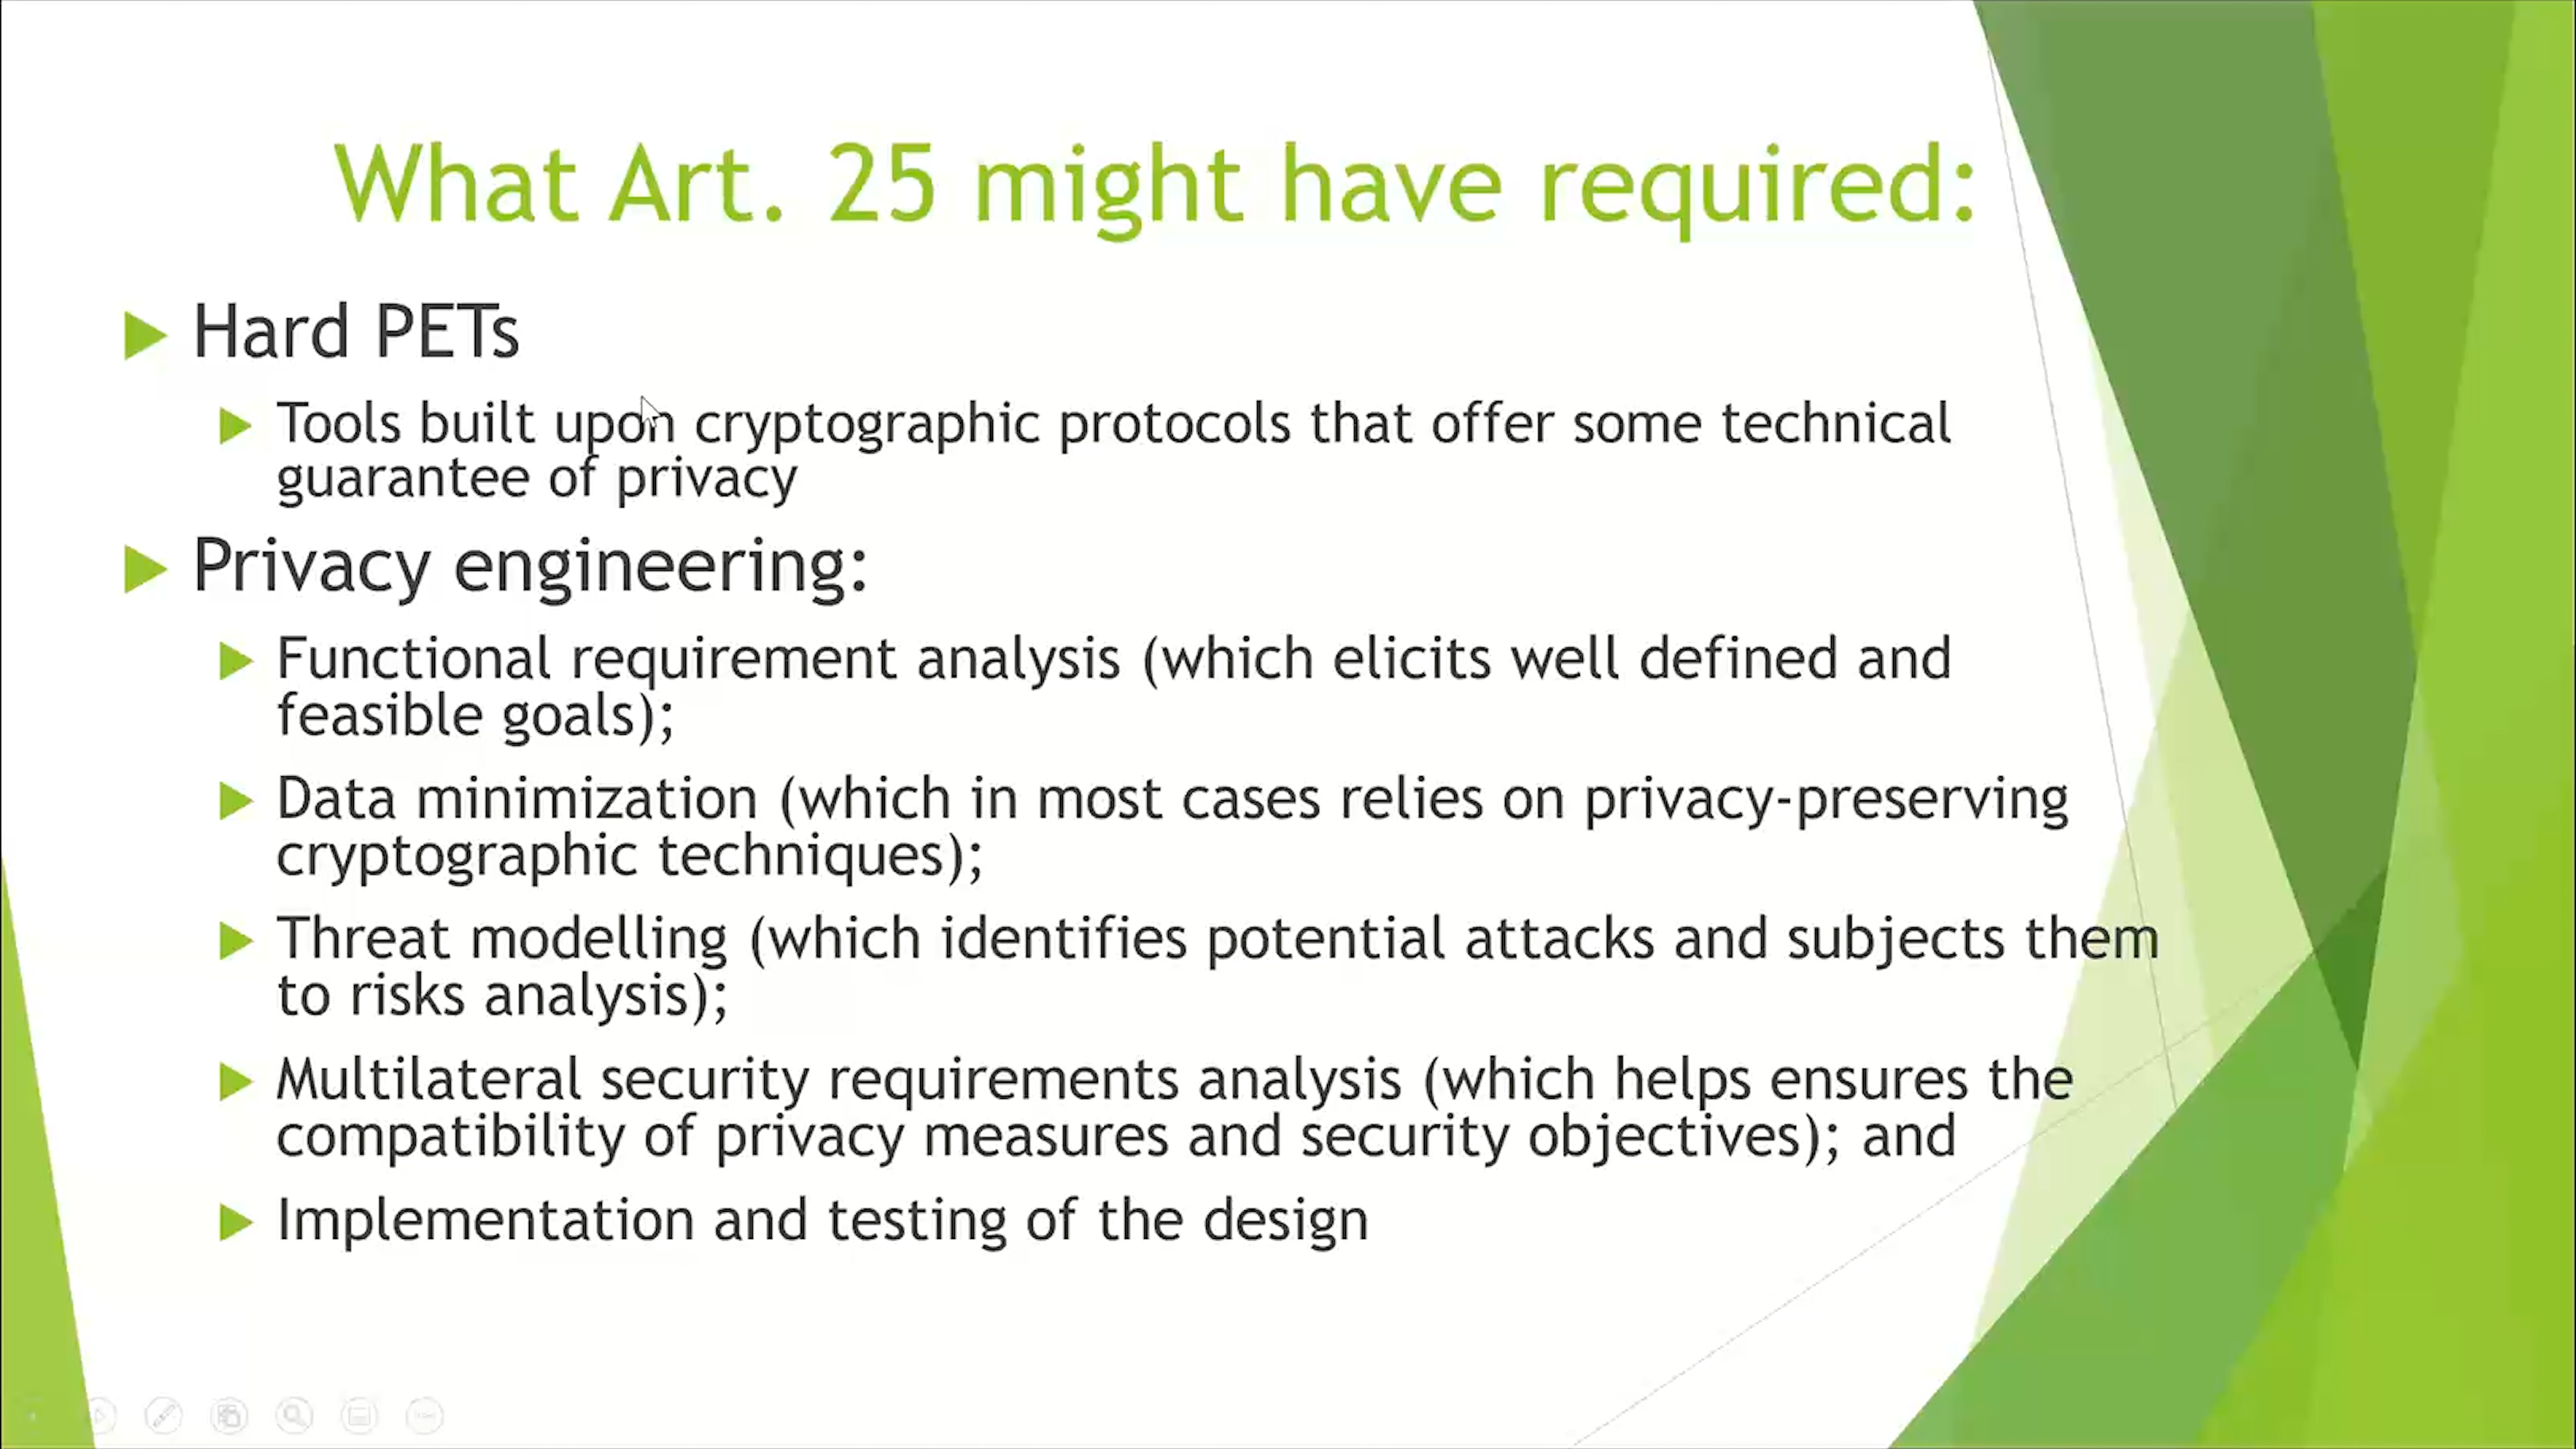 What Art. 25 might have required:
Hard PETs
Tools built upon cryptographic protocols that offer some technical
guarantee of privacy
Privacy engineering:
Functional requirement analysis (which elicits well defined and
feasible goals);
Data minimization (which in most cases relies on privacy-preserving
cryptographic techniques);
Threat modelling (which identifies potential attacks and subjects them
to risks analysis);
Multilateral security requirements analysis (which helps ensures the
compatibility of privacy measures and security objectives); and
Implementation and testing of the design